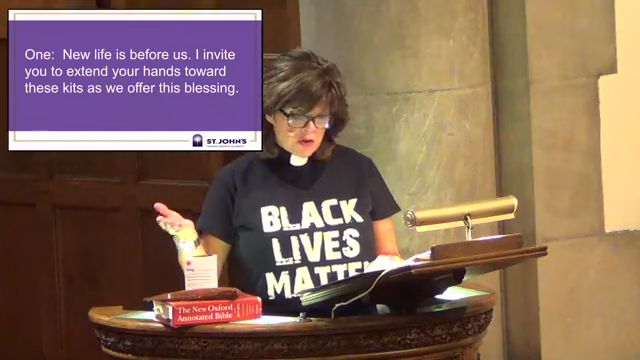 One: New life is before us. I invite
you to extend your hands toward
these kits as we offer this blessing.
ST. JOHN'S
BLACK
LIVES
MATTE
The New Oxford
Annotated Bible